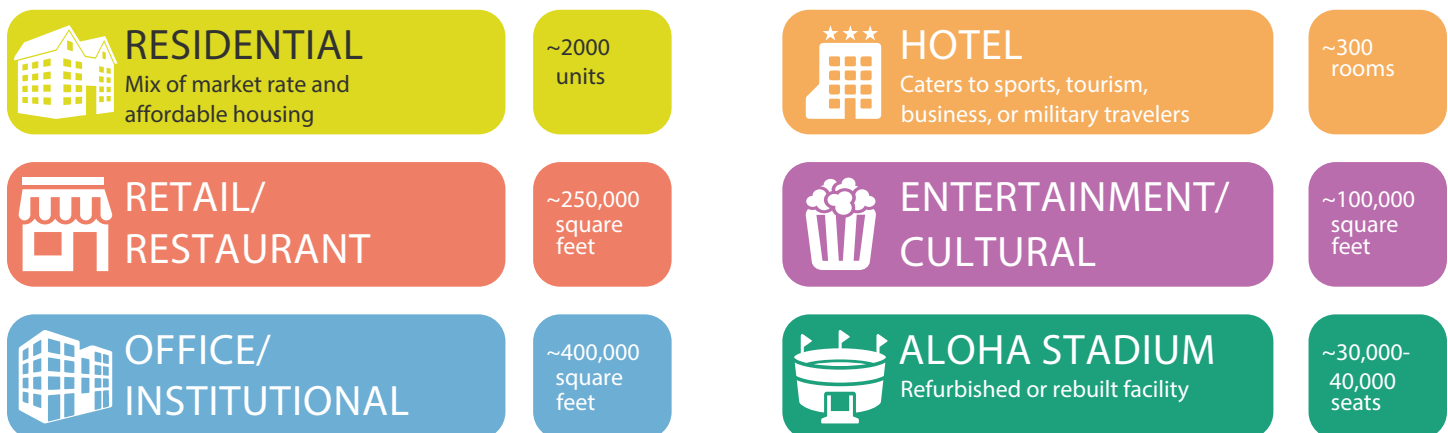 RESIDENTIAL
Mix of market rate and
affordable housing
~2000
units
HOTEL
Caters to sports, tourism,
business, or military travelers
~300
rooms
RETAIL/
RESTAURANT
~250,000
square
feet
ENTERTAINMENT/
CULTURAL
~100,000
square
feet
OFFICE/
INSTITUTIONAL
~400,000
square
feet
ALOHA STADIUM
Refurbished or rebuilt facility
~30,000-
40,000
seats